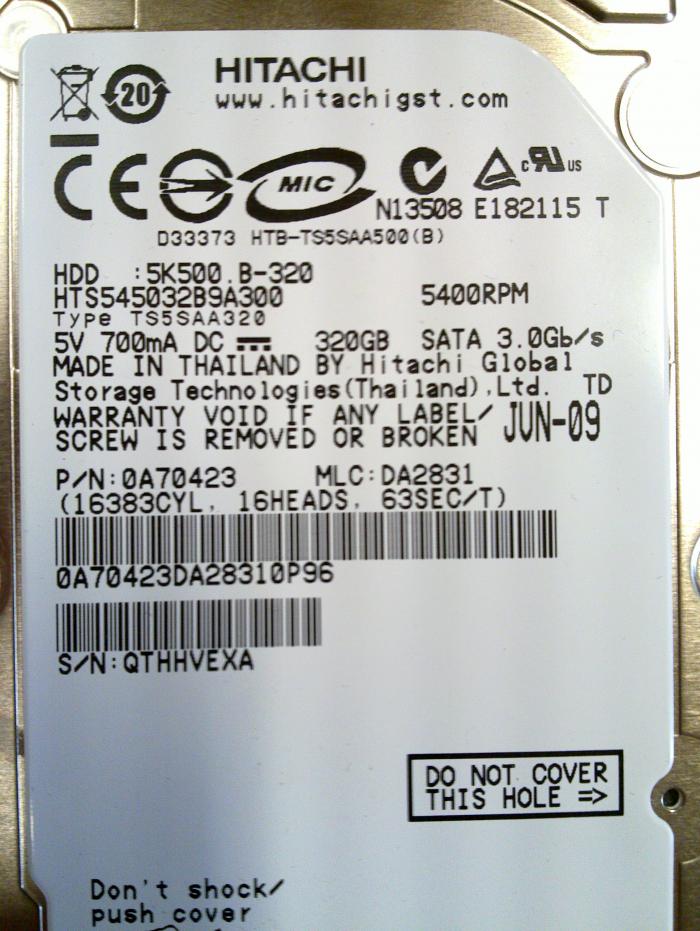 20
HITACHI
www.hitachigst.com
CE MIC c RU US
N13508 E182115 T
D33373 HTB-TS5SAA500(B)
HDD :5K500.B-320
HTS545032B9A300 5400RPM
Type TS5SAA320
5V 700mA DC 320GB SATA 3.0Gb/s
MADE IN THAILAND BY Hitachi Global
Storage Technologies(Thailand),Ltd. TD
WARRANTY VOID IF ANY LABEL/
SCREW IS REMOVED OR BROKEN JUN-09
P/N:0A70423 MLC:DA2831
(16383CYL, 16HEADS, 63SEC/T)
0A70423DA28310P96
S/N:QTHHVEXA
DO NOT COVER
THIS HOLE =>
Don't shock/
push cover